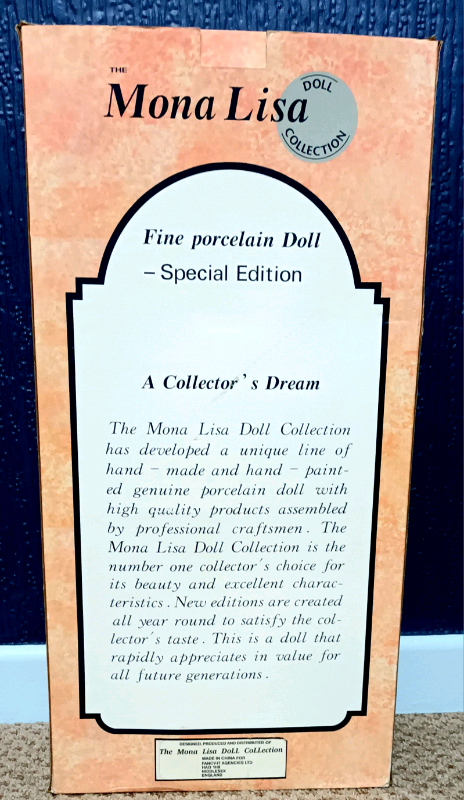 THE
Mona Lisa
DOLL
COLLECTION
Fine porcelain Doll
– Special Edition
A Collector's Dream
The Mona Lisa Doll Collection
has developed a unique line of
hand – made and hand – paint-
ed genuine porcelain doll with
high quality products assembled
by professional craftsmen. The
Mona Lisa Doll Collection is the
number one collector's choice for
its beauty and excellent charac-
teristics. New editions are created
all year round to satisfy the col-
lector's taste. This is a doll that
rapidly appreciates in value for
all future generations.
DESIGNED, PRODUCED AND DISTRIBUTED BY
The Mona Lisa Doll Collection
MADE IN CHINA FOR
AGENCIES LTD
MIDDLESEX
ENGLAND